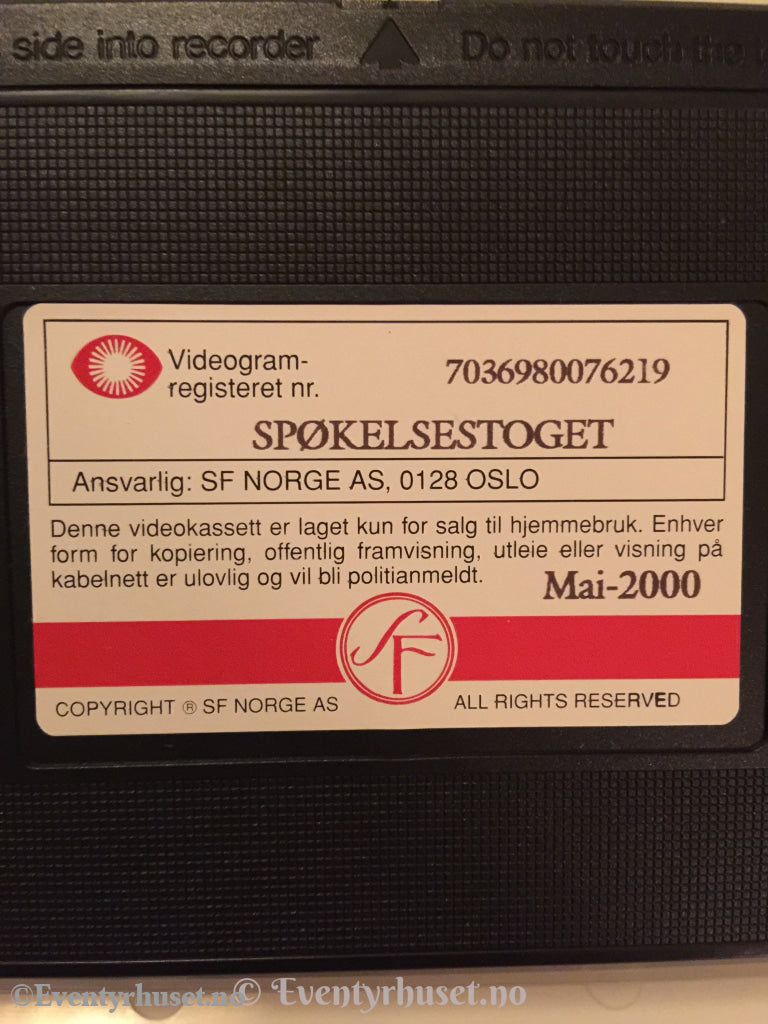 side into recorder Do not touch the
Videogram-
registeret nr.
7036980076219
SPØKELSESTOGET
Ansvarlig: SF NORGE AS, 0128 OSLO
Denne videokassett er laget kun for salg til hjemmebruk. Enhver
form for kopiering, offentlig framvisning, utleie eller visning på
kabelnett er ulovlig og vil bli politianmeldt.
Mai-2000
SF
COPYRIGHT ® SF NORGE AS ALL RIGHTS RESERVED
©Eventyrhuset.no © Eventyrhuset.no